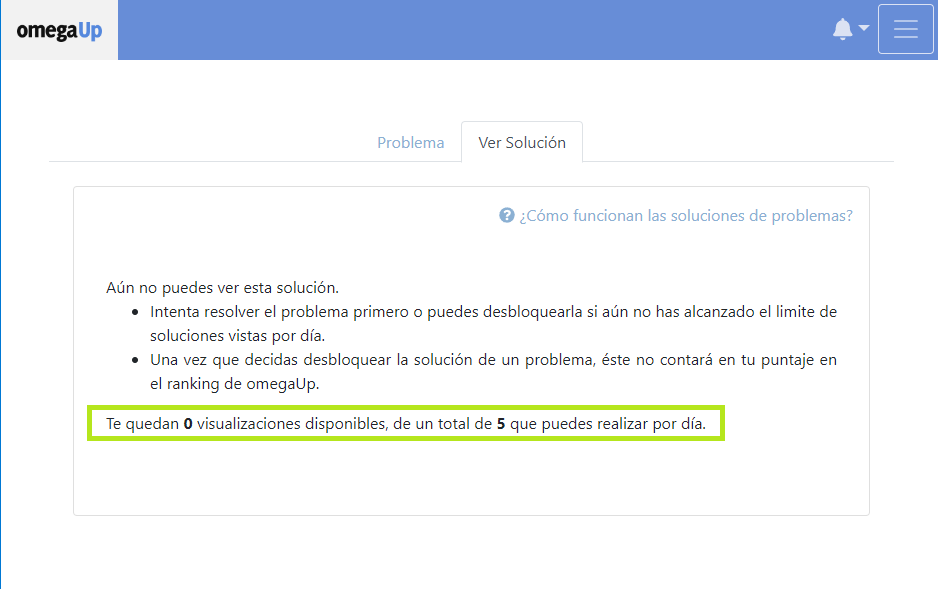 omegaUp
Problema
Ver Solución
¿Cómo funcionan las soluciones de problemas?
Aún no puedes ver esta solución.
Intenta resolver el problema primero o puedes desbloquearla si aún no has alcanzado el limite de
soluciones vistas por día.
Una vez que decidas desbloquear la solución de un problema, éste no contará en tu puntaje en
el ranking de omegaUp.
Te quedan 0 visualizaciones disponibles, de un total de 5 que puedes realizar por día.